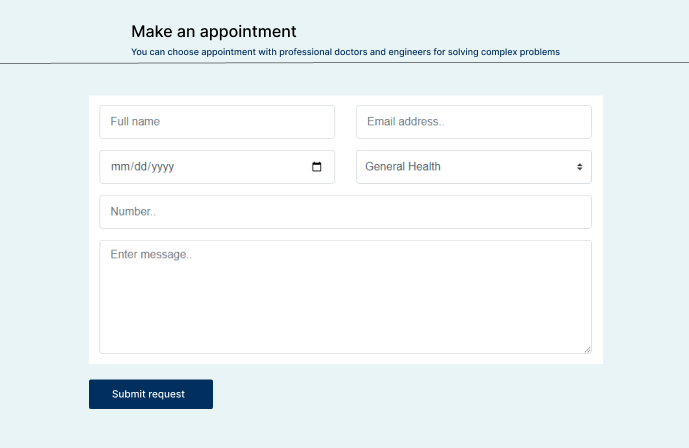 Make an appointment
You can choose appointment with professional doctors and engineers for solving complex problems
Full name
Email address..
mm/dd/yyyy
General Health
Number..
Enter message..
Submit request